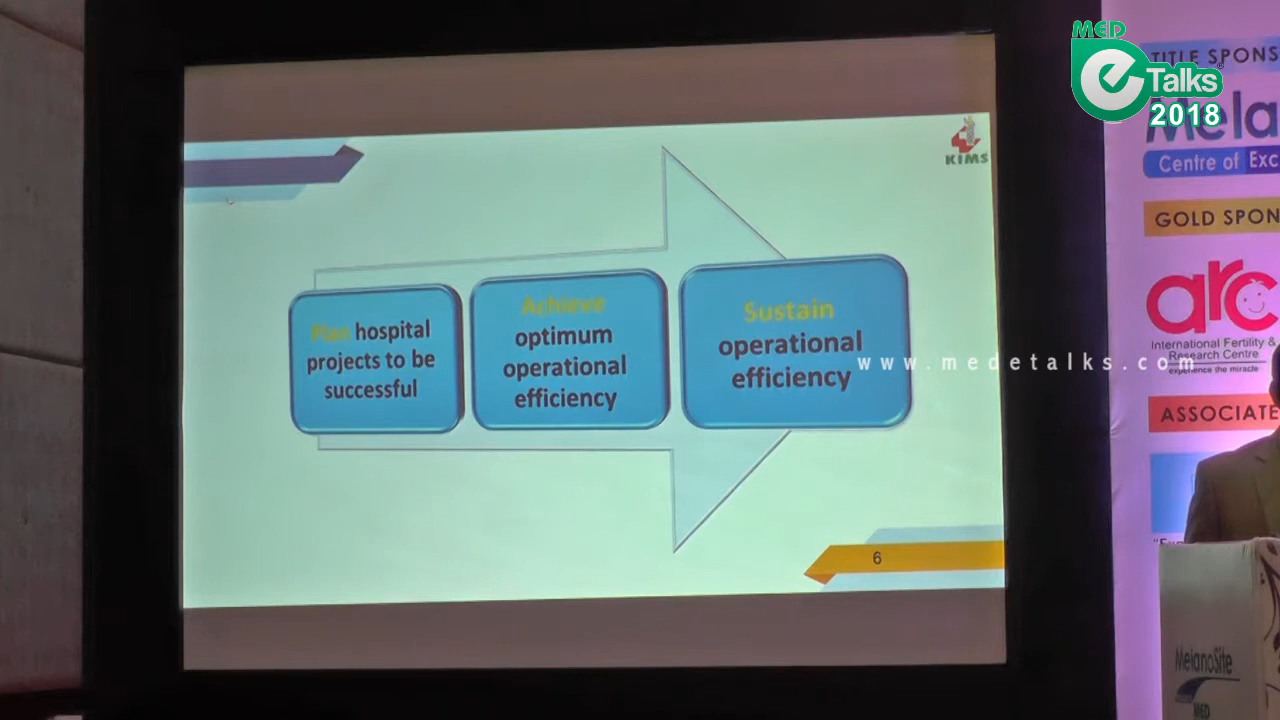 MED
e Talks
2018
TITLE SPONS
Mela
Centre of Exc
GOLD SPON
arc
International Fertility &
Research Centre
experience the miracle
ASSOCIATE
KIMS
Plan hospital
projects to be
successful
Achieve
optimum
operational
efficiency
Sustain
operational
efficiency
www.medetalks.com
6
MelanoSite
MED